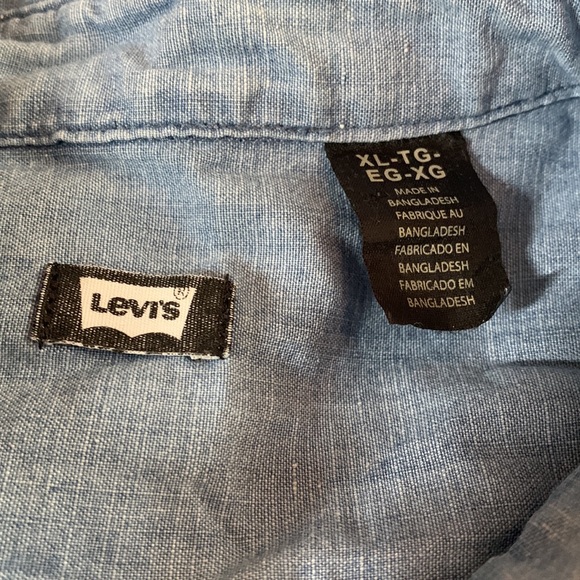 XL-TG-
EG-XG
MADE IN
BANGLADESH
FABRIQUE AU
BANGLADESH
FABRICADO EN
BANGLADESH
FABRICADO EM
BANGLADESH
LEVI'S ®